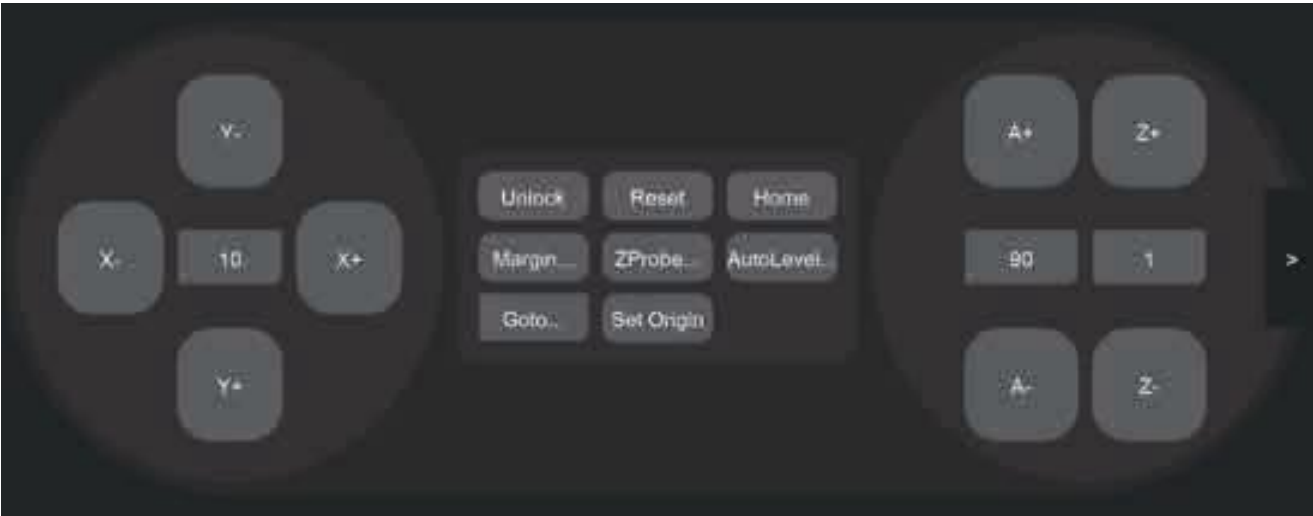 Y-
X- 10 X+
Y+
Unlock Reset Home
Margin... ZProbe... AutoLevel..
Goto.. Set Origin
A+ Z+
90 1
A- Z-
>